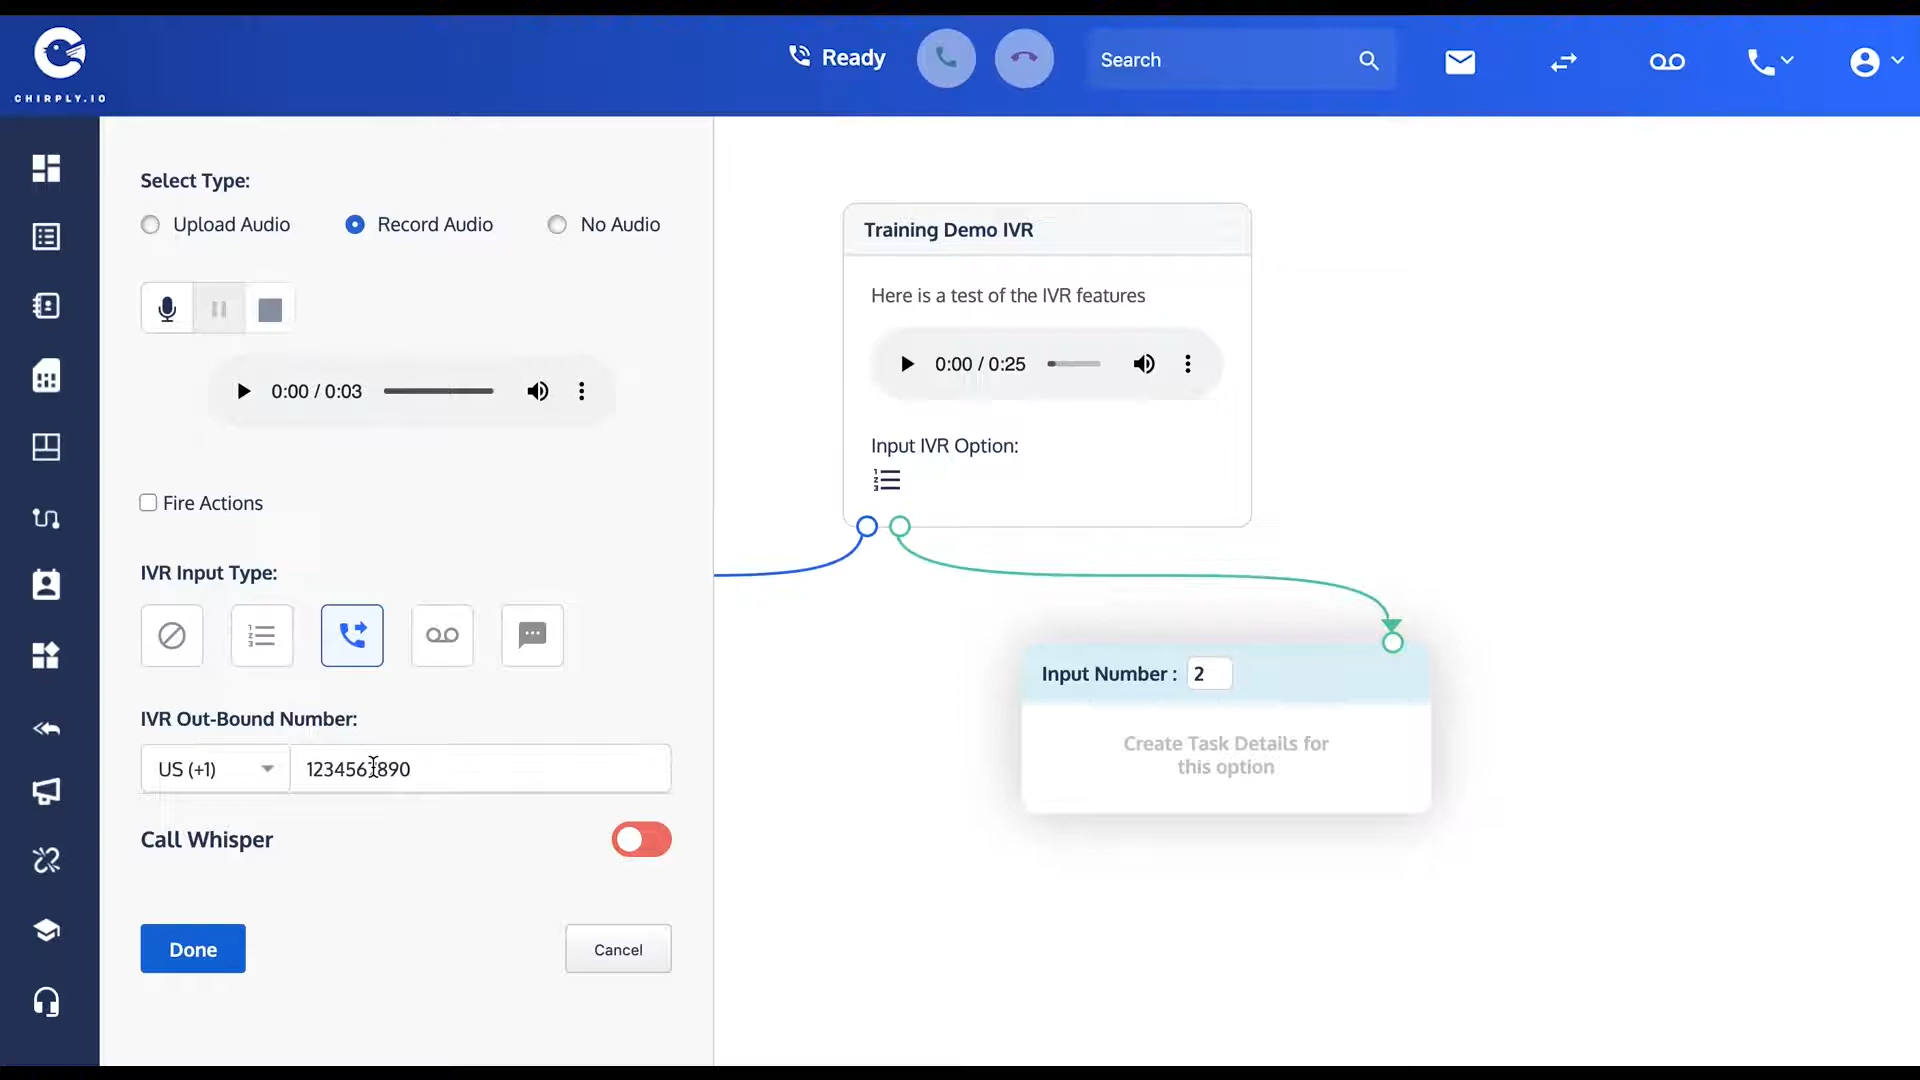 Ready
Search
CHIRPLY.IO
Select Type:
Upload Audio
Record Audio
No Audio
0:00 / 0:03
Fire Actions
IVR Input Type:
IVR Out-Bound Number:
US (+1)
1234567890
Call Whisper
Done
Cancel
Training Demo IVR
Here is a test of the IVR features
0:00 / 0:25
Input IVR Option:
Input Number : 2
Create Task Details for
this option